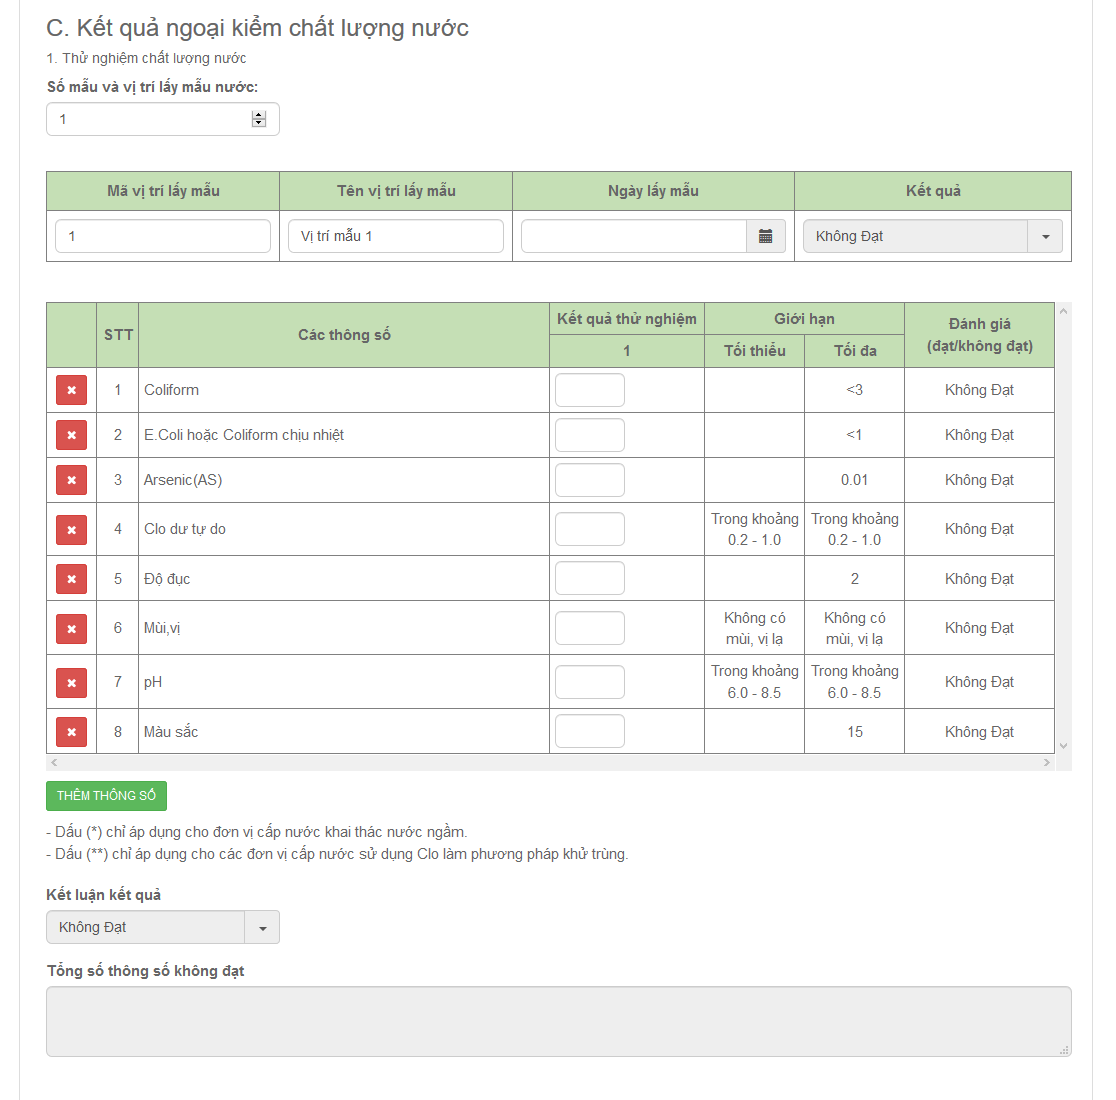 C. Kết quả ngoại kiểm chất lượng nước
1. Thử nghiệm chất lượng nước
Số mẫu và vị trí lấy mẫu nước:
1
Mã vị trí lấy mẫu Tên vị trí lấy mẫu Ngày lấy mẫu Kết quả
1 Vị trí mẫu 1 Không Đạt
STT Các thông số Kết quả thử nghiệm Giới hạn Đánh giá
(đạt/không đạt)
1 Tối thiểu Tối đa
1 Coliform <3 Không Đạt
2 E.Coli hoặc Coliform chịu nhiệt <1 Không Đạt
3 Arsenic(AS) 0.01 Không Đạt
4 Clo dư tự do Trong khoảng Trong khoảng Không Đạt
0.2 - 1.0 0.2 - 1.0
5 Độ đục 2 Không Đạt
6 Mùi,vị Không có Không có Không Đạt
mùi, vị lạ mùi, vị lạ
7 pH Trong khoảng Trong khoảng Không Đạt
6.0 - 8.5 6.0 - 8.5
8 Màu sắc 15 Không Đạt
THÊM THÔNG SỐ
- Dấu (*) chỉ áp dụng cho đơn vị cấp nước khai thác nước ngầm.
- Dấu (**) chỉ áp dụng cho các đơn vị cấp nước sử dụng Clo làm phương pháp khử trùng.
Kết luận kết quả
Không Đạt
Tổng số thông số không đạt